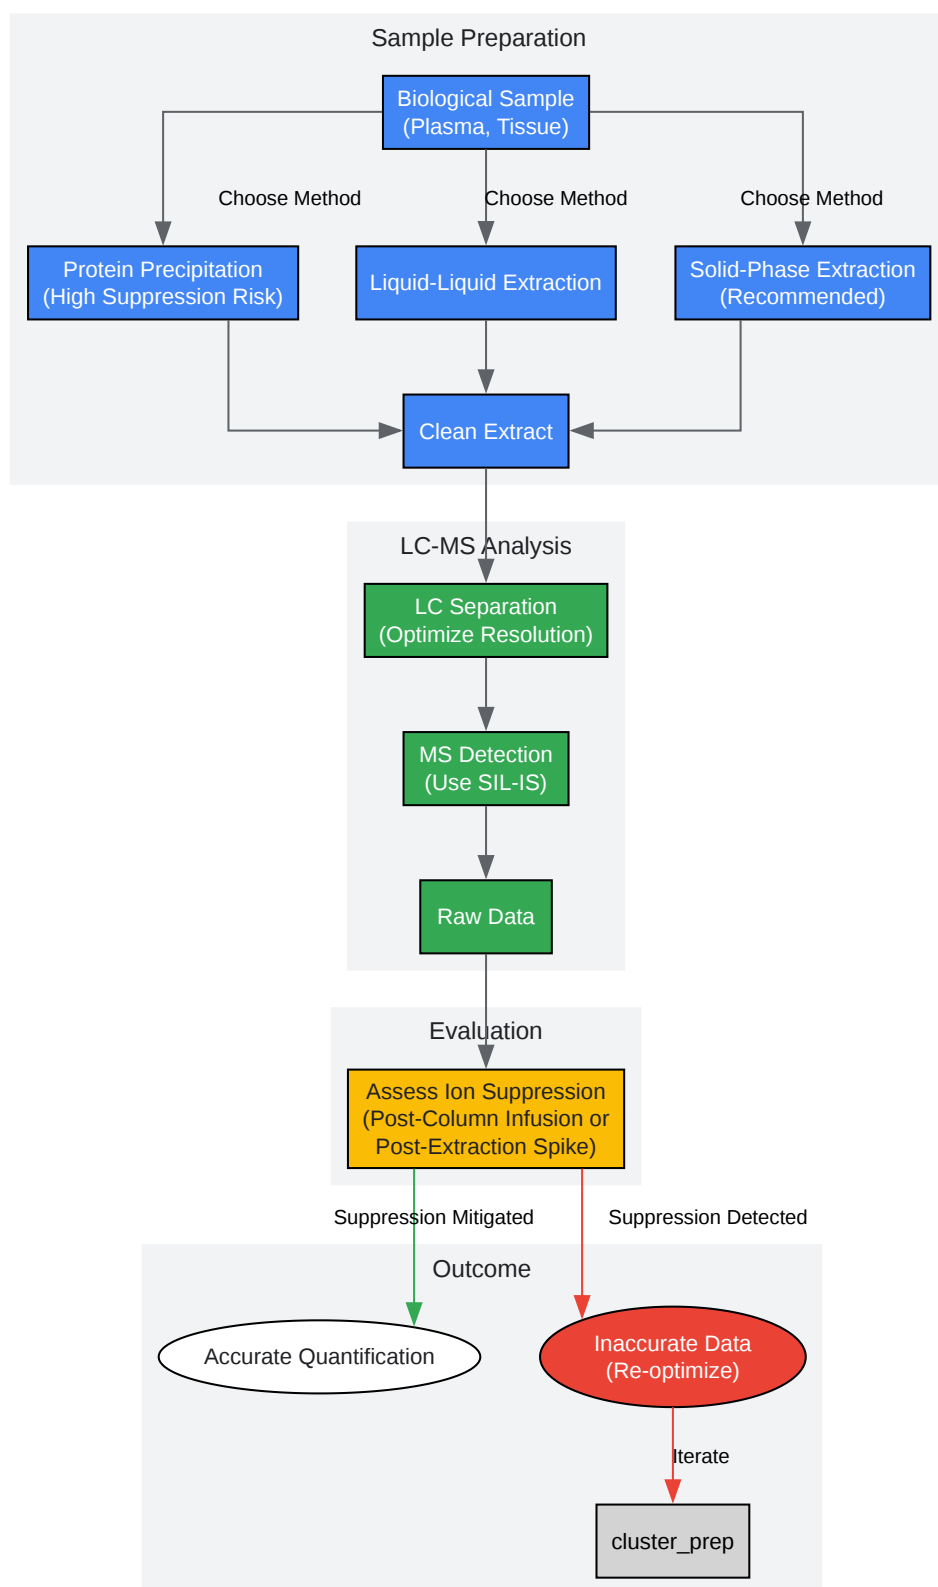 Sample Preparation
Biological Sample
(Plasma, Tissue)
Choose Method
Choose Method
Choose Method
Protein Precipitation
(High Suppression Risk)
Liquid-Liquid Extraction
Solid-Phase Extraction
(Recommended)
Clean Extract
LC-MS Analysis
LC Separation
(Optimize Resolution)
MS Detection
(Use SIL-IS)
Raw Data
Evaluation
Assess Ion Suppression
(Post-Column Infusion or
Post-Extraction Spike)
Suppression Mitigated
Suppression Detected
Outcome
Accurate Quantification
Inaccurate Data
(Re-optimize)
Iterate
cluster_prep